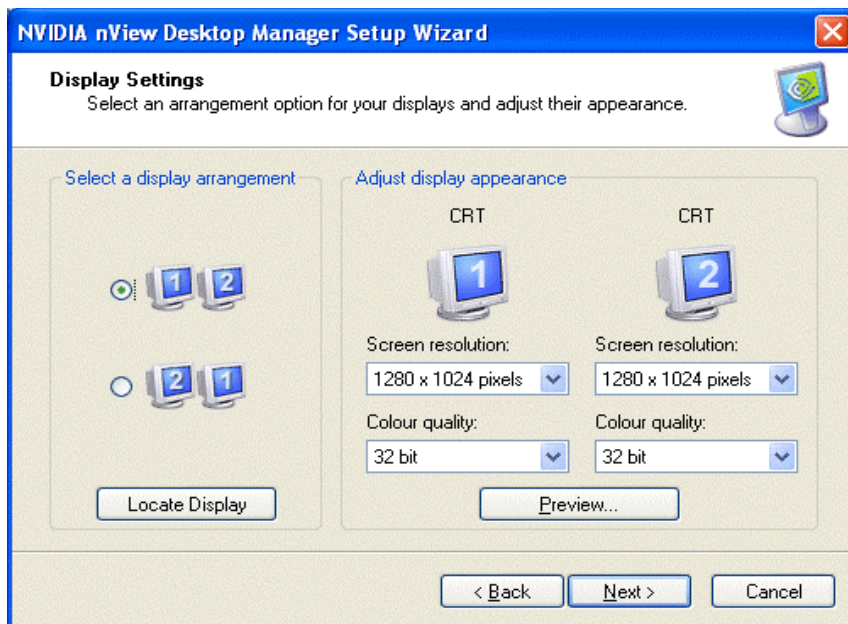 NVIDIA nView Desktop Manager Setup Wizard
Display Settings
Select an arrangement option for your displays and adjust their appearance.
Select a display arrangement
1 2
2 1
Locate Display
Adjust display appearance
CRT CRT
1 2
Screen resolution: Screen resolution:
1280 x 1024 pixels 1280 x 1024 pixels
Colour quality: Colour quality:
32 bit 32 bit
Preview...
< Back Next > Cancel